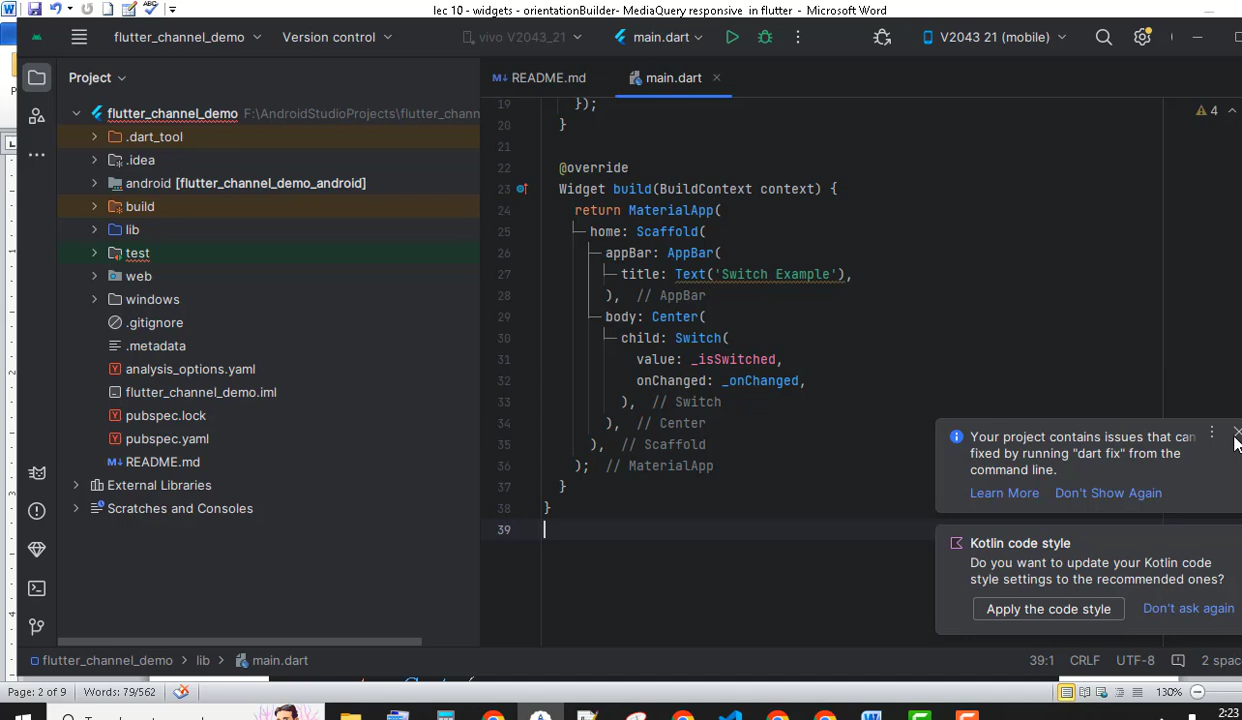 lec 10 - widgets - orientationBuilder- MediaQuery responsive in flutter - Microsoft Word
flutter_channel_demo
Version control
vivo V2043_21
main.dart
V2043 21 (mobile)
Project
README.md
main.dart
flutter_channel_demo F:\AndroidStudioProjects\flutter_chann
.dart_tool
.idea
android [flutter_channel_demo_android]
build
lib
test
web
windows
.gitignore
.metadata
analysis_options.yaml
flutter_channel_demo.iml
pubspec.lock
pubspec.yaml
README.md
External Libraries
Scratches and Consoles
4
19 });
20 }
21
22 @override
23 Widget build(BuildContext context) {
24 return MaterialApp(
25 home: Scaffold(
26 appBar: AppBar(
27 title: Text('Switch Example'),
28 ), // AppBar
29 body: Center(
30 child: Switch(
31 value: _isSwitched,
32 onChanged: _onChanged,
33 ), // Switch
34 ), // Center
35 ), // Scaffold
36 ); // MaterialApp
37 }
38 }
39
Your project contains issues that can
fixed by running "dart fix" from the
command line.
Learn More Don't Show Again
Kotlin code style
Do you want to update your Kotlin code
style settings to the recommended ones?
Apply the code style Don't ask again
flutter_channel_demo > lib > main.dart
39:1 CRLF UTF-8 2 spac
Page: 2 of 9 Words: 79/562
130%
2:23